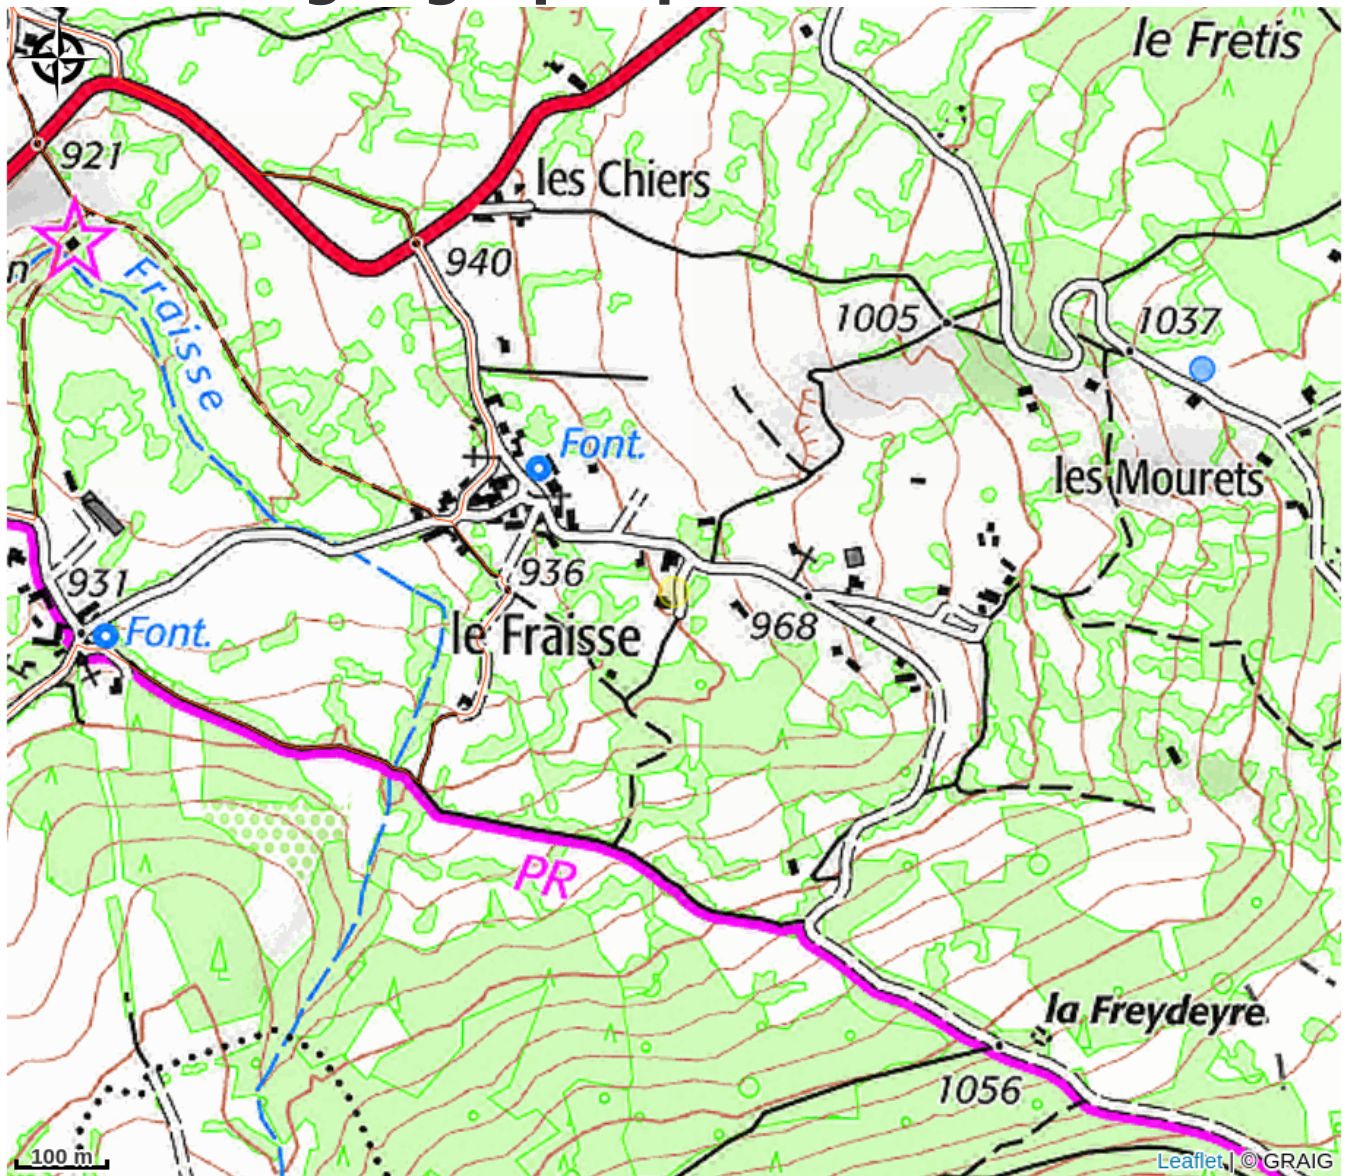 le Fretis
921
les Chiers
940
Fraisse
1005
1037
Font.
les Mourets
936
931
Font.
le Fraisse
968
PR
la Freydeyre
1056
100 m
Leaflet | © GRAIG